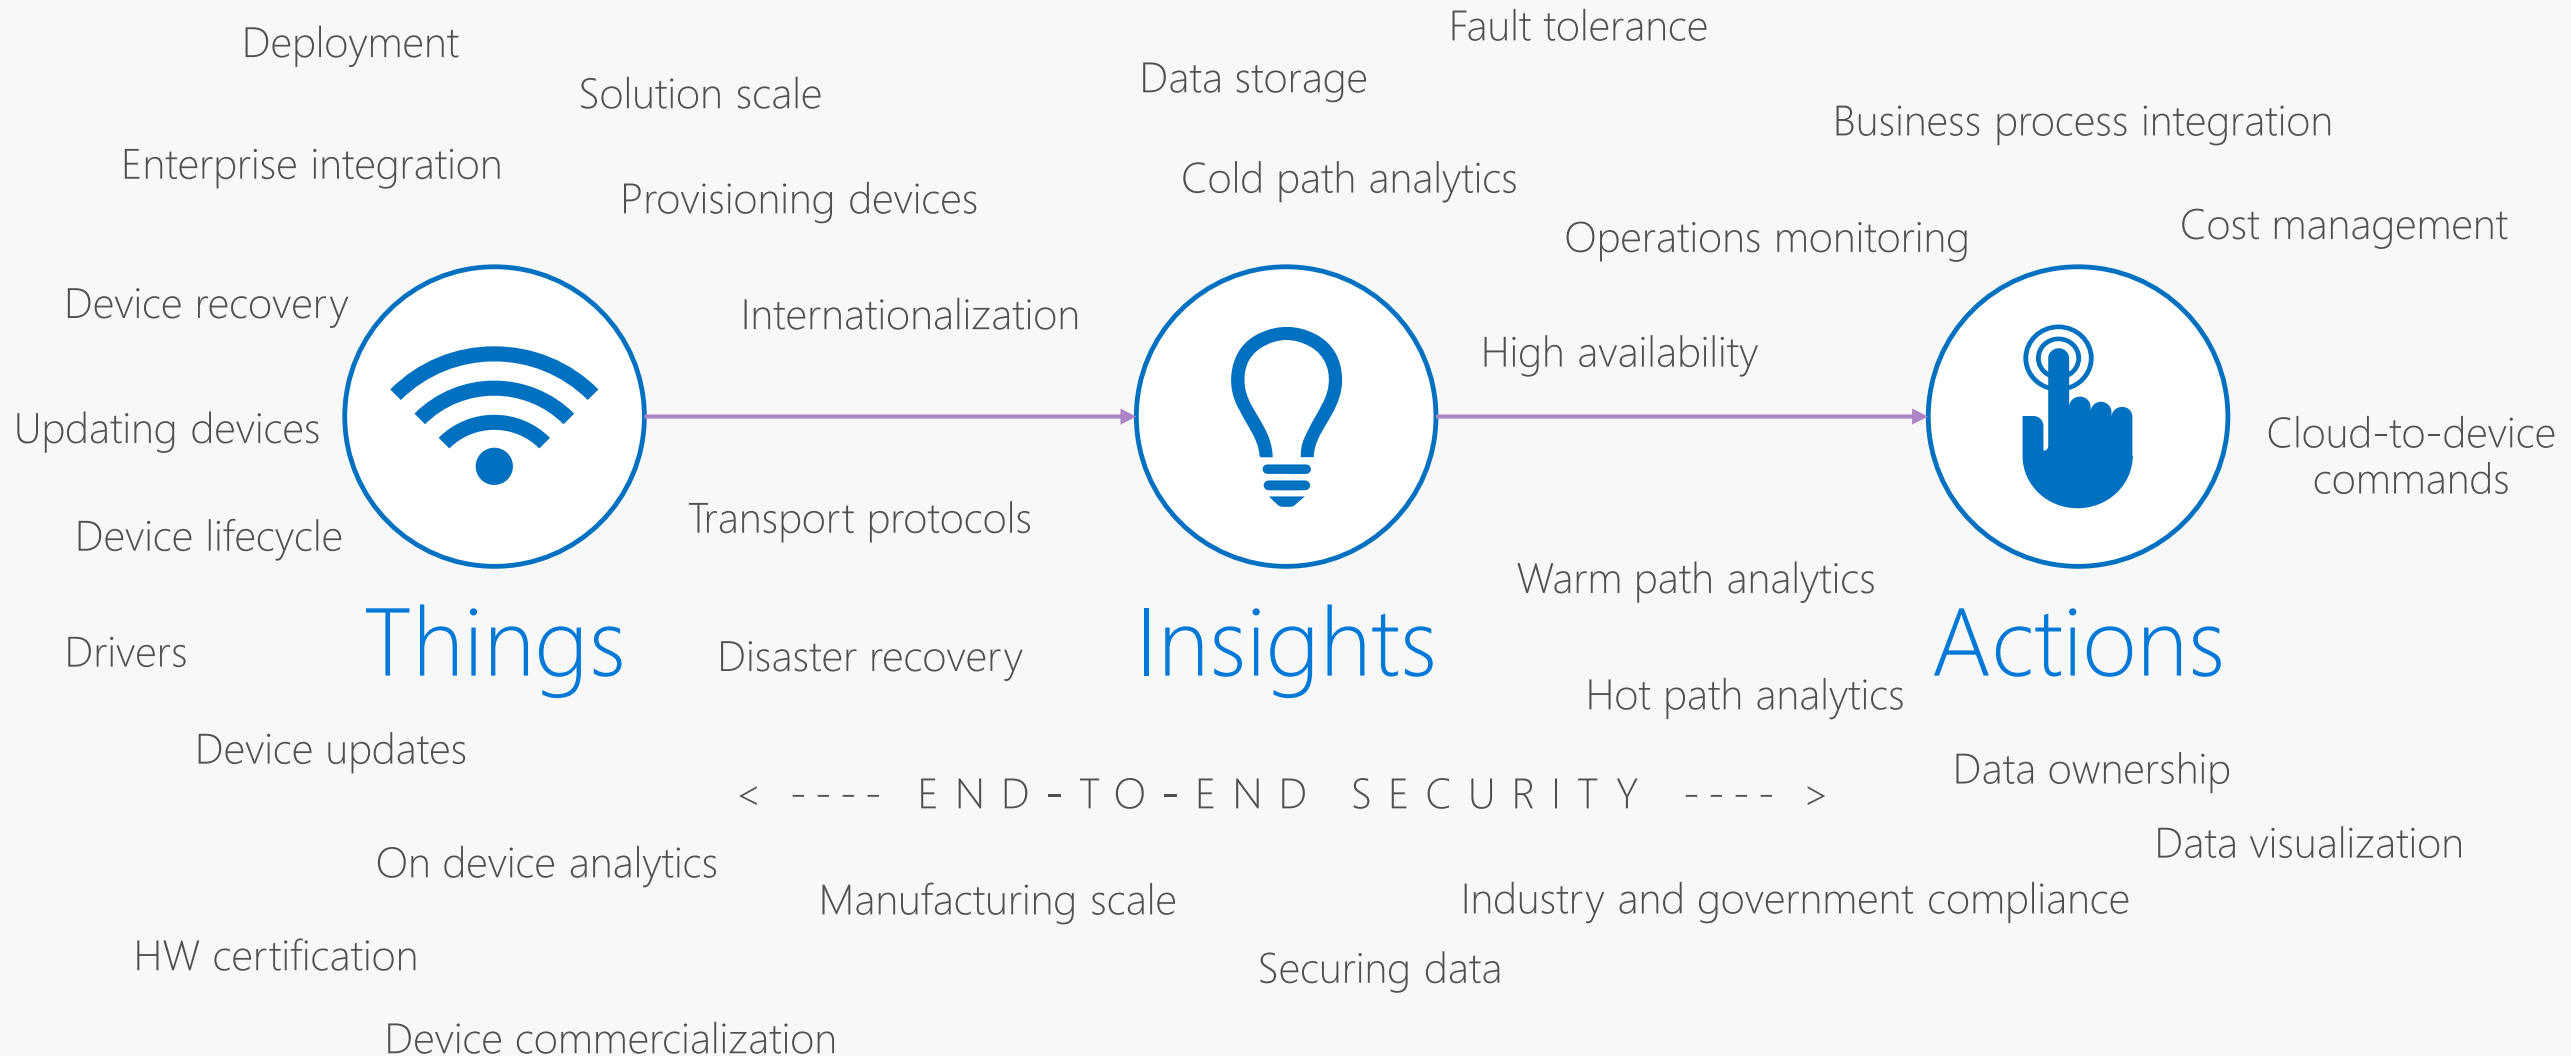 Fault tolerance
Deployment
Data storage
Solution scale
Business process integration
Enterprise integration
Cold path analytics
Provisioning devices
Cost management
Operations monitoring
Device recovery
Internationalization
High availability
Updating devices
Cloud-to-device
commands
Transport protocols
Device lifecycle
Warm path analytics
Things
Insights
Actions
Drivers
Disaster recovery
Hot path analytics
Device updates
Data ownership
< ---- END-TO-END SECURITY ---- >
Data visualization
On device analytics
Manufacturing scale
Industry and government compliance
HW certification
Securing data
Device commercialization